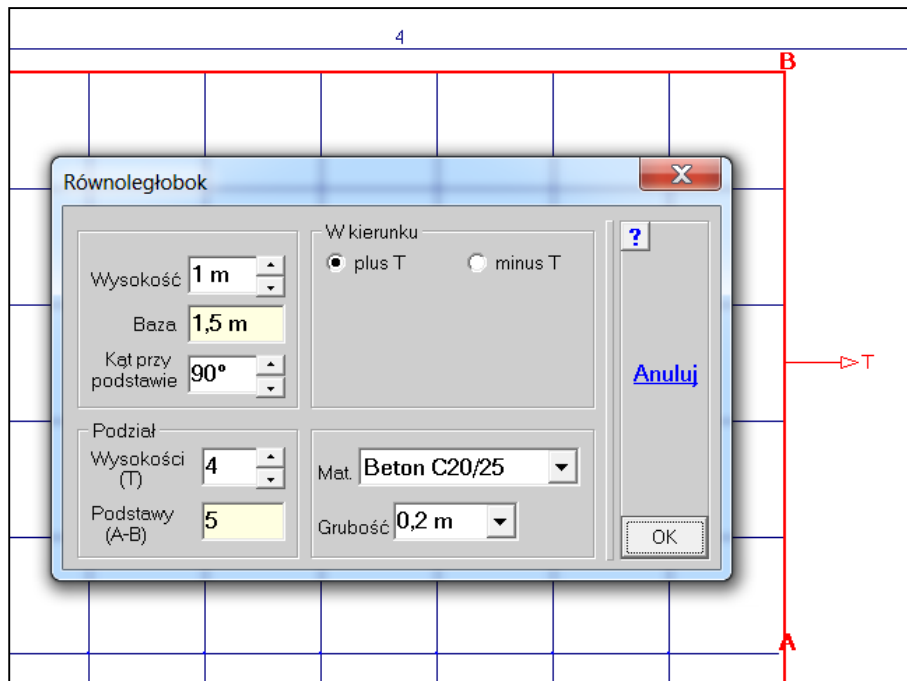 4
B
Równoległobok
Wysokość 1 m
Baza 1,5 m
Kąt przy
podstawie 90°
W kierunku
plus T minus T
?
Anuluj
T
Podział
Wysokości
(T) 4
Podstawy
(A-B) 5
Mat. Beton C20/25
Grubość 0,2 m
OK
A